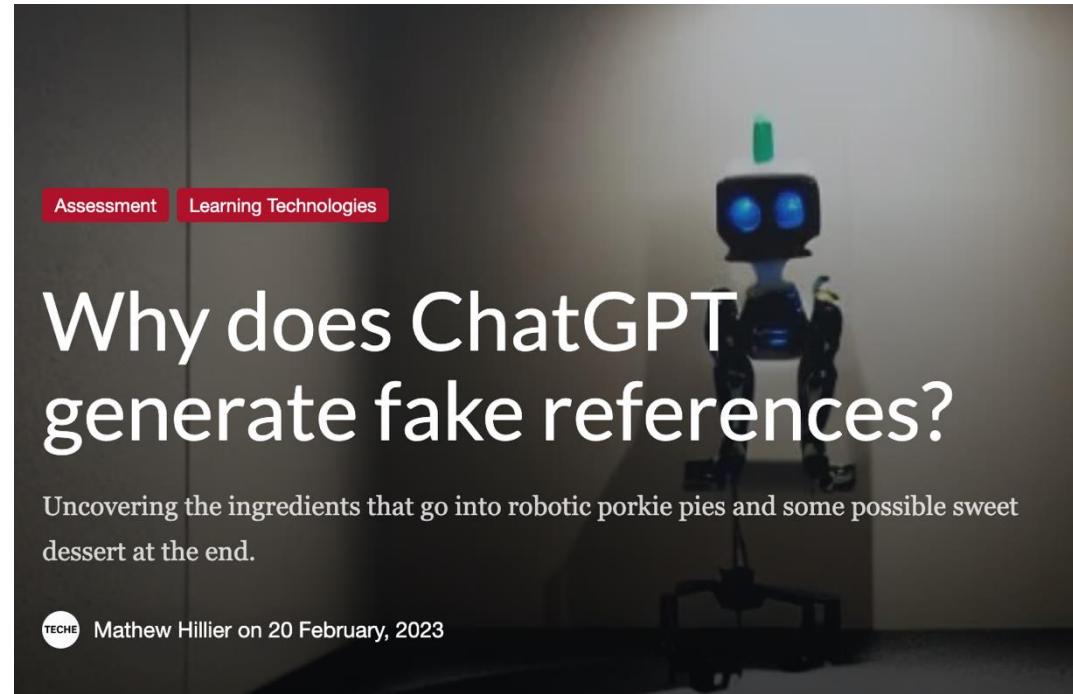 Assessment Learning Technologies
Why does ChatGPT
generate fake references?
Uncovering the ingredients that go into robotic porkie pies and some possible sweet
dessert at the end.
TECHE Mathew Hillier on 20 February, 2023